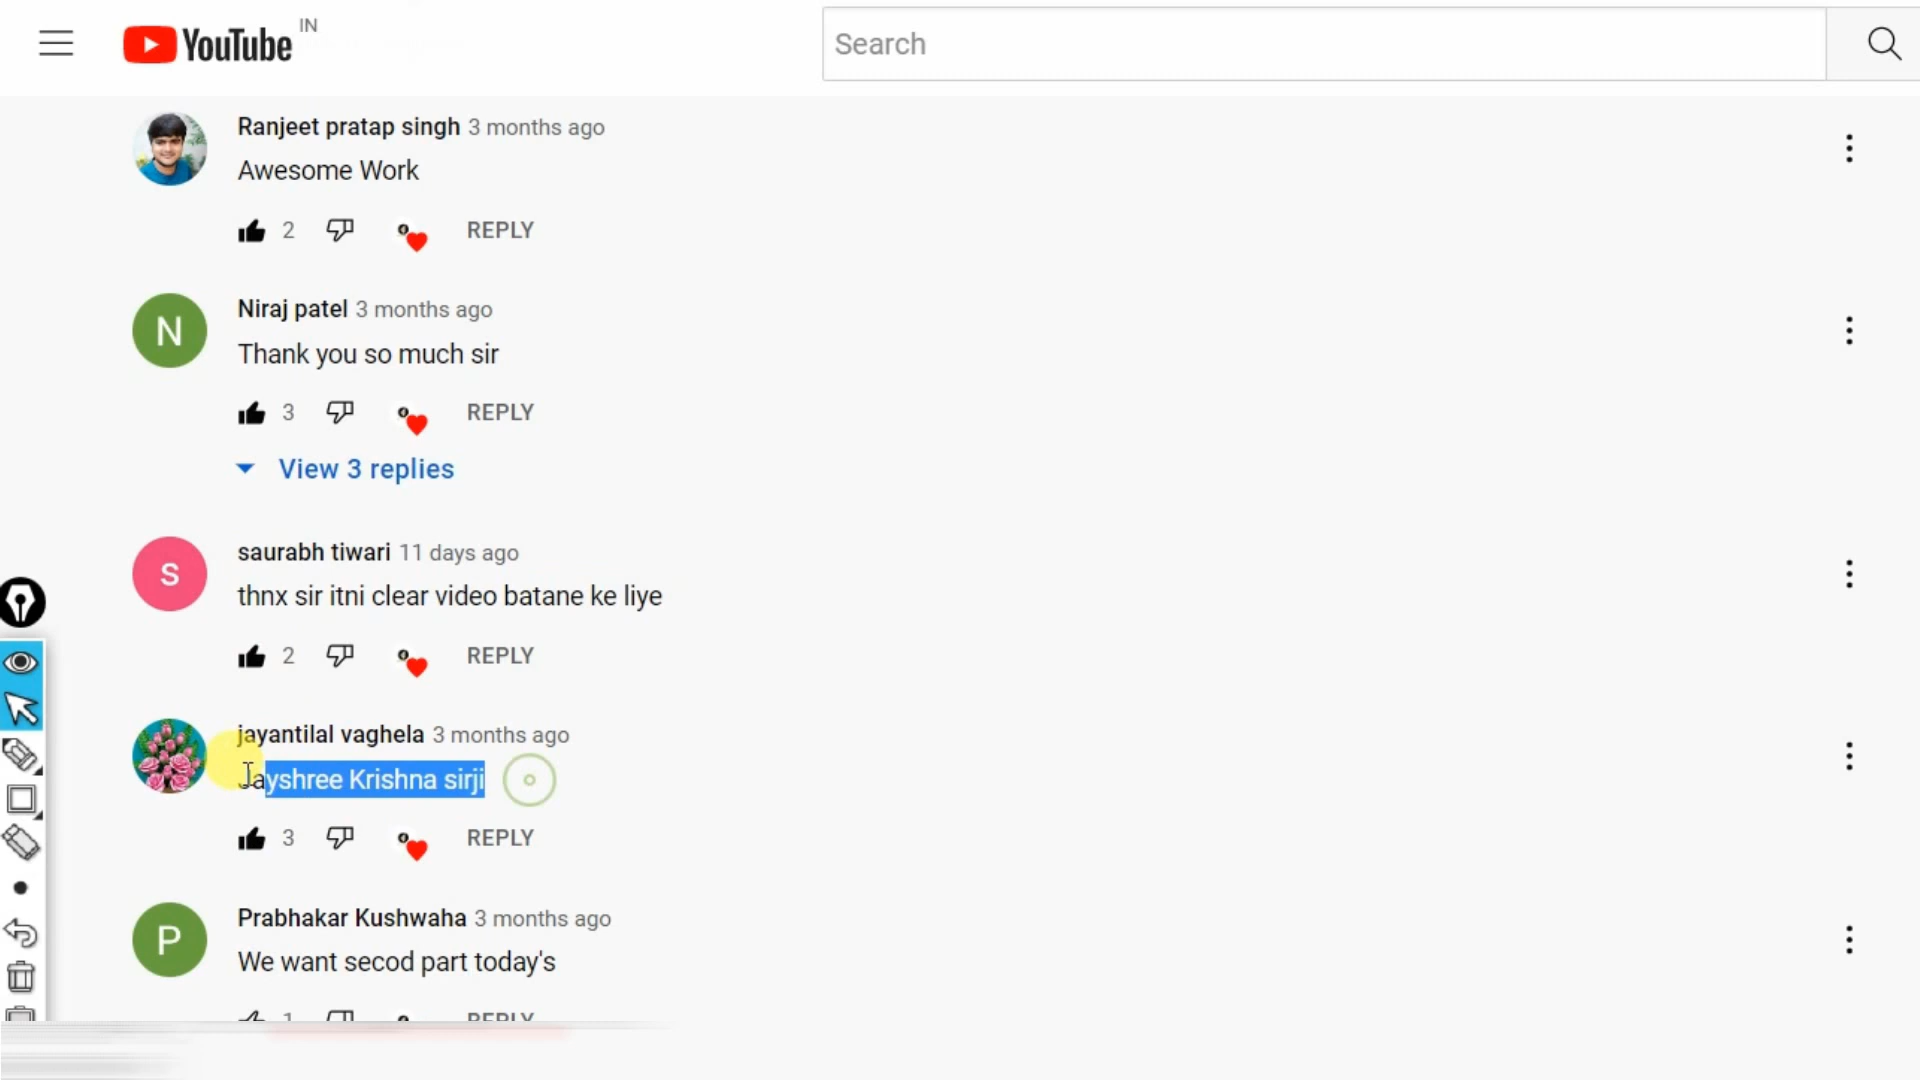 YouTube IN
Search
Ranjeet pratap singh 3 months ago
Awesome Work
2 REPLY
N
Niraj patel 3 months ago
Thank you so much sir
3 REPLY
View 3 replies
S
saurabh tiwari 11 days ago
thnx sir itni clear video batane ke liye
2 REPLY
jayantilal vaghela 3 months ago
Jayshree Krishna sirji
3 REPLY
P
Prabhakar Kushwaha 3 months ago
We want secod part today's
1 REPLY